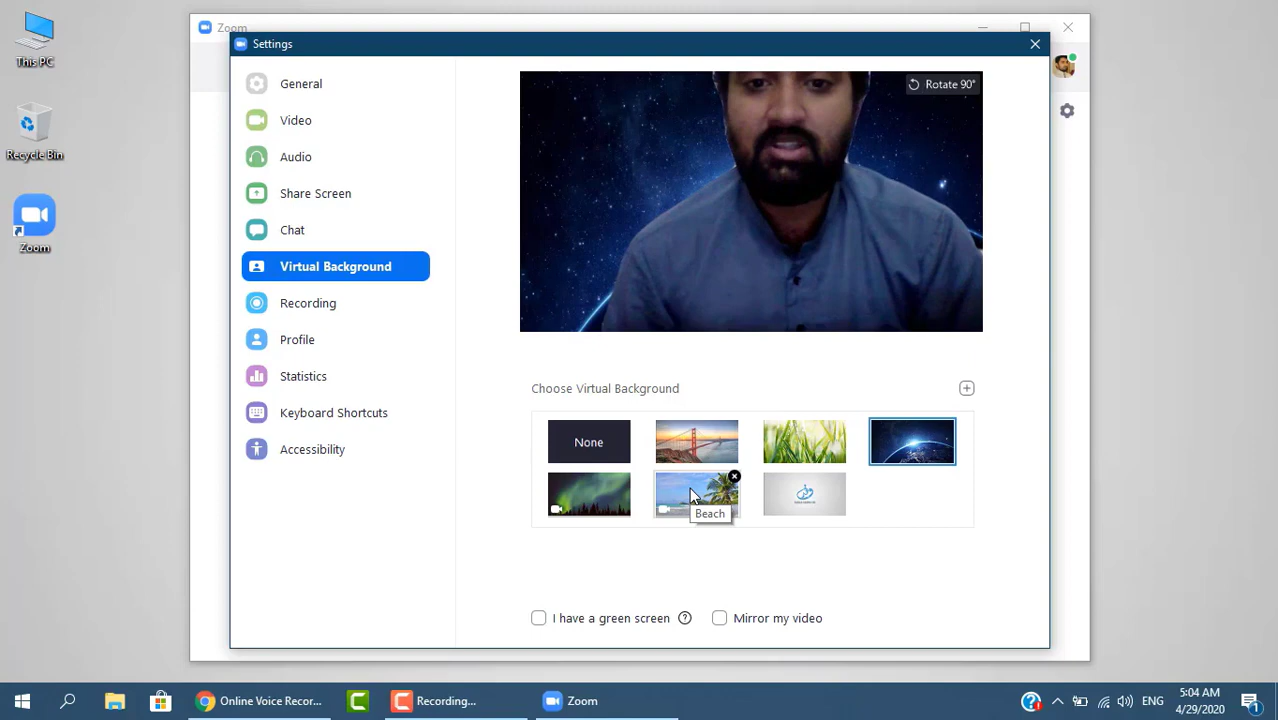 This PC
Recycle Bin
Zoom
Zoom
Settings
General
Video
Audio
Share Screen
Chat
Virtual Background
Recording
Profile
Statistics
Keyboard Shortcuts
Accessibility
Rotate 90°
Choose Virtual Background
None
Beach
I have a green screen
Mirror my video
Online Voice Recor...
Recording...
Zoom
ENG
5:04 AM
4/29/2020